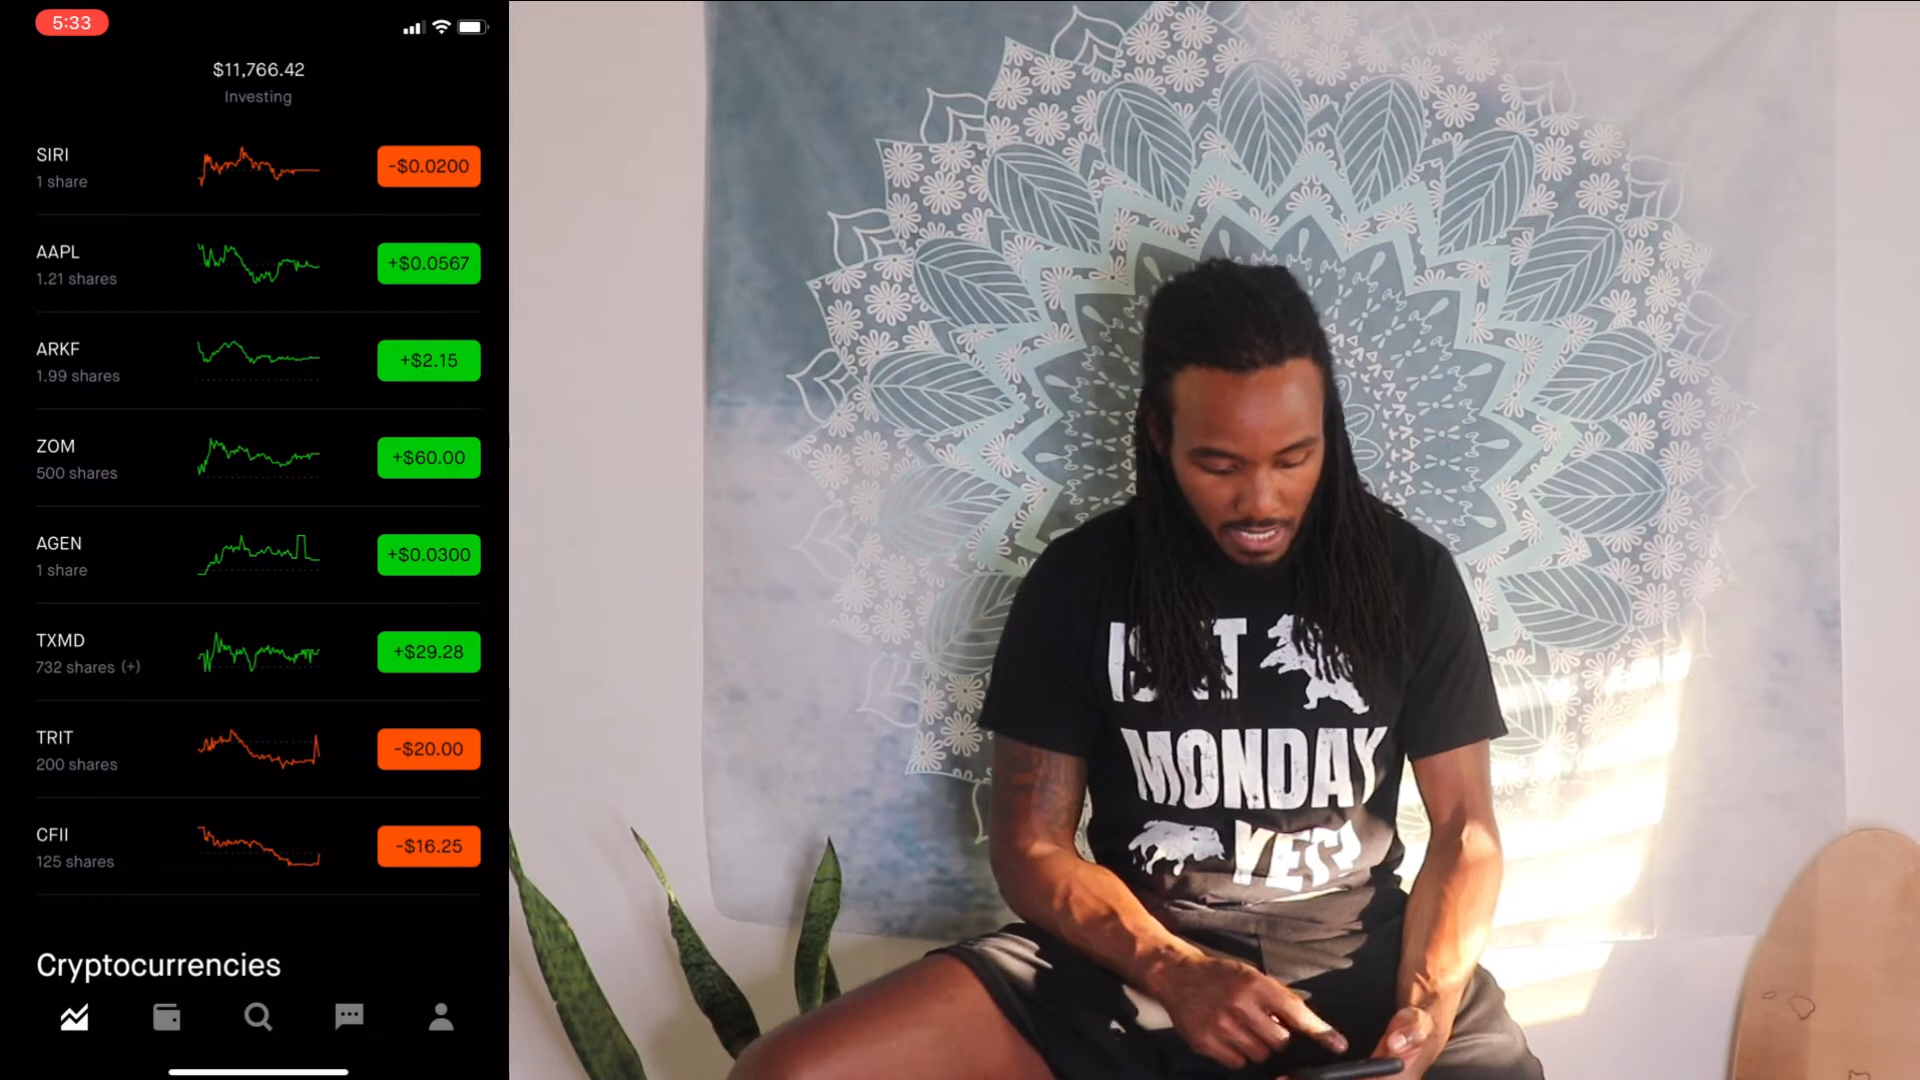 5:33
$11,766.42
Investing
SIRI
1 share
-$0.0200
AAPL
1.21 shares
+$0.0567
ARKF
1.99 shares
+$2.15
ZOM
500 shares
+$60.00
AGEN
1 share
+$0.0300
TXMD
732 shares (+)
+$29.28
TRIT
200 shares
-$20.00
CFII
125 shares
-$16.25
Cryptocurrencies
MONDAY
YET?